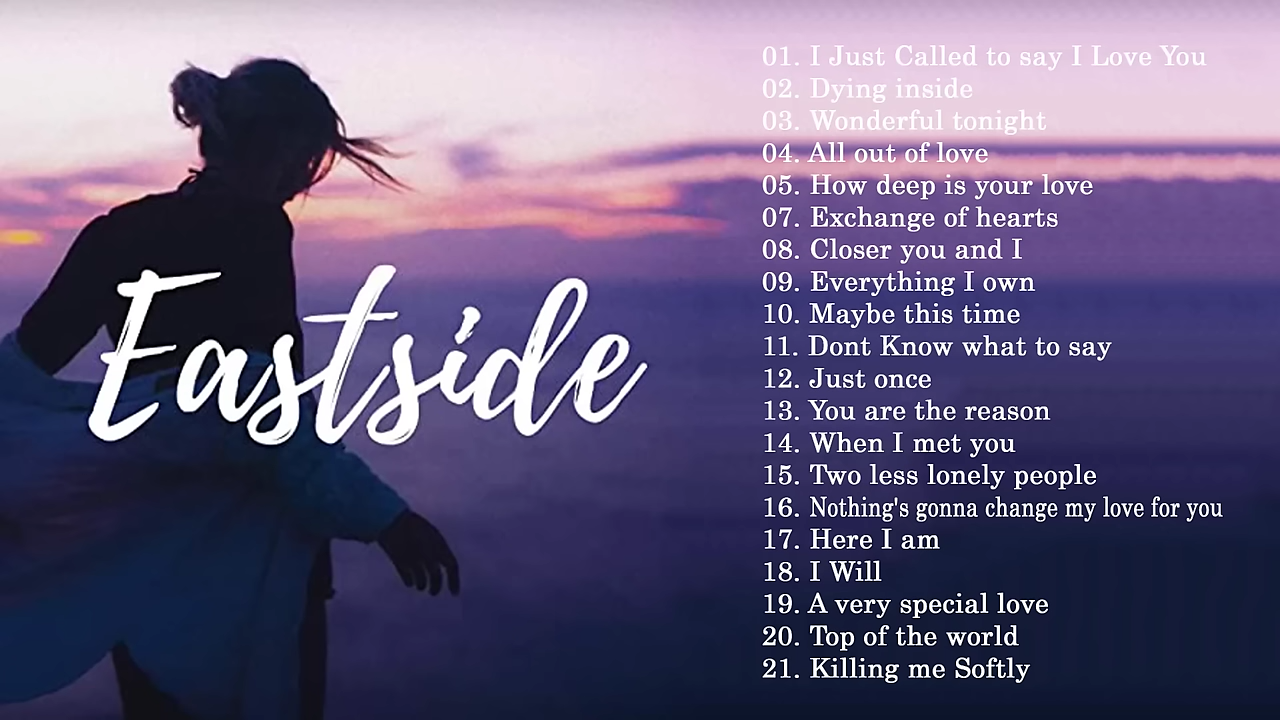 Eastside
01. I Just Called to say I Love You
02. Dying inside
03. Wonderful tonight
04. All out of love
05. How deep is your love
07. Exchange of hearts
08. Closer you and I
09. Everything I own
10. Maybe this time
11. Dont Know what to say
12. Just once
13. You are the reason
14. When I met you
15. Two less lonely people
16. Nothing's gonna change my love for you
17. Here I am
18. I Will
19. A very special love
20. Top of the world
21. Killing me Softly